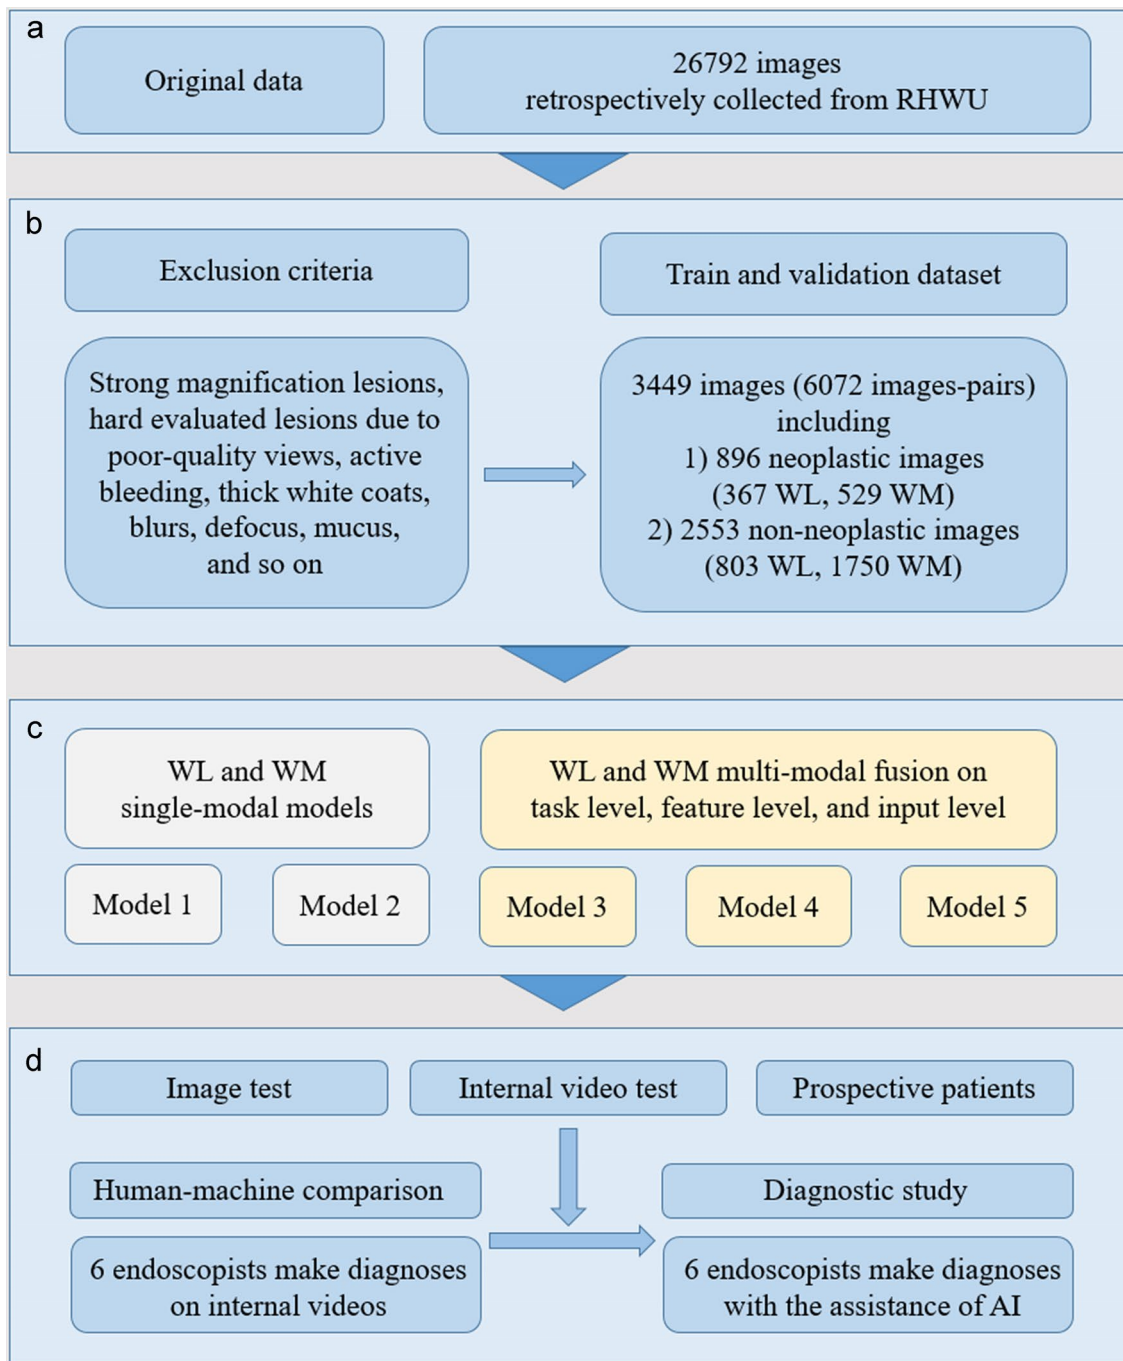 a
Original data
26792 images
retrospectively collected from RHWU
b
Exclusion criteria
Train and validation dataset
Strong magnification lesions,
hard evaluated lesions due to
poor-quality views, active
bleeding, thick white coats,
blurs, defocus, mucus,
and so on
3449 images (6072 images-pairs)
including
1) 896 neoplastic images
(367 WL, 529 WM)
2) 2553 non-neoplastic images
(803 WL, 1750 WM)
c
WL and WM
single-modal models
WL and WM multi-modal fusion on
task level, feature level, and input level
Model 1
Model 2
Model 3
Model 4
Model 5
d
Image test
Internal video test
Prospective patients
Human-machine comparison
Diagnostic study
6 endoscopists make diagnoses
on internal videos
6 endoscopists make diagnoses
with the assistance of AI